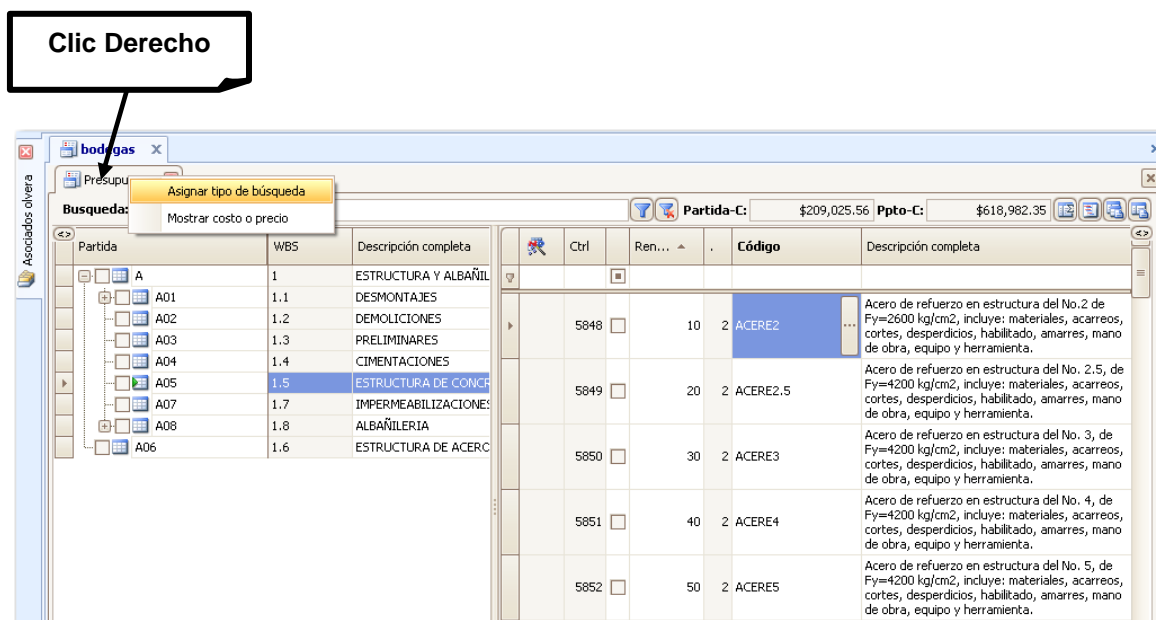 Clic Derecho
bodegas
Presupu
Asignar tipo de búsqueda
Mostrar costo o precio
Busqueda:
Partida-C: $209,025.56 Ppto-C: $618,982.35
Asociados olvera
Partida WBS Descripción completa
A 1 ESTRUCTURA Y ALBAÑIL
A01 1.1 DESMONTAJES
A02 1.2 DEMOLICIONES
A03 1.3 PRELIMINARES
A04 1.4 CIMENTACIONES
A05 1.5 ESTRUCTURA DE CONCR
A07 1.7 IMPERMEABILIZACIONES
A08 1.8 ALBAÑILERIA
A06 1.6 ESTRUCTURA DE ACERO
Ctrl Ren... . Código Descripción completa
5848 10 2 ACERE2 ...
Acero de refuerzo en estructura del No.2 de
Fy=2600 kg/cm2, incluye: materiales, acarreos,
cortes, desperdicios, habilitado, amarres, mano
de obra, equipo y herramienta.
5849 20 2 ACERE2.5
Acero de refuerzo en estructura del No. 2.5, de
Fy=4200 kg/cm2, incluye: materiales, acarreos,
cortes, desperdicios, habilitado, amarres, mano
de obra, equipo y herramienta.
5850 30 2 ACERE3
Acero de refuerzo en estructura del No. 3, de
Fy=4200 kg/cm2, incluye: materiales, acarreos,
cortes, desperdicios, habilitado, amarres, mano
de obra, equipo y herramienta.
5851 40 2 ACERE4
Acero de refuerzo en estructura del No. 4, de
Fy=4200 kg/cm2, incluye: materiales, acarreos,
cortes, desperdicios, habilitado, amarres, mano
de obra, equipo y herramienta.
5852 50 2 ACERE5
Acero de refuerzo en estructura del No. 5, de
Fy=4200 kg/cm2, incluye: materiales, acarreos,
cortes, desperdicios, habilitado, amarres, mano
de obra, equipo y herramienta.